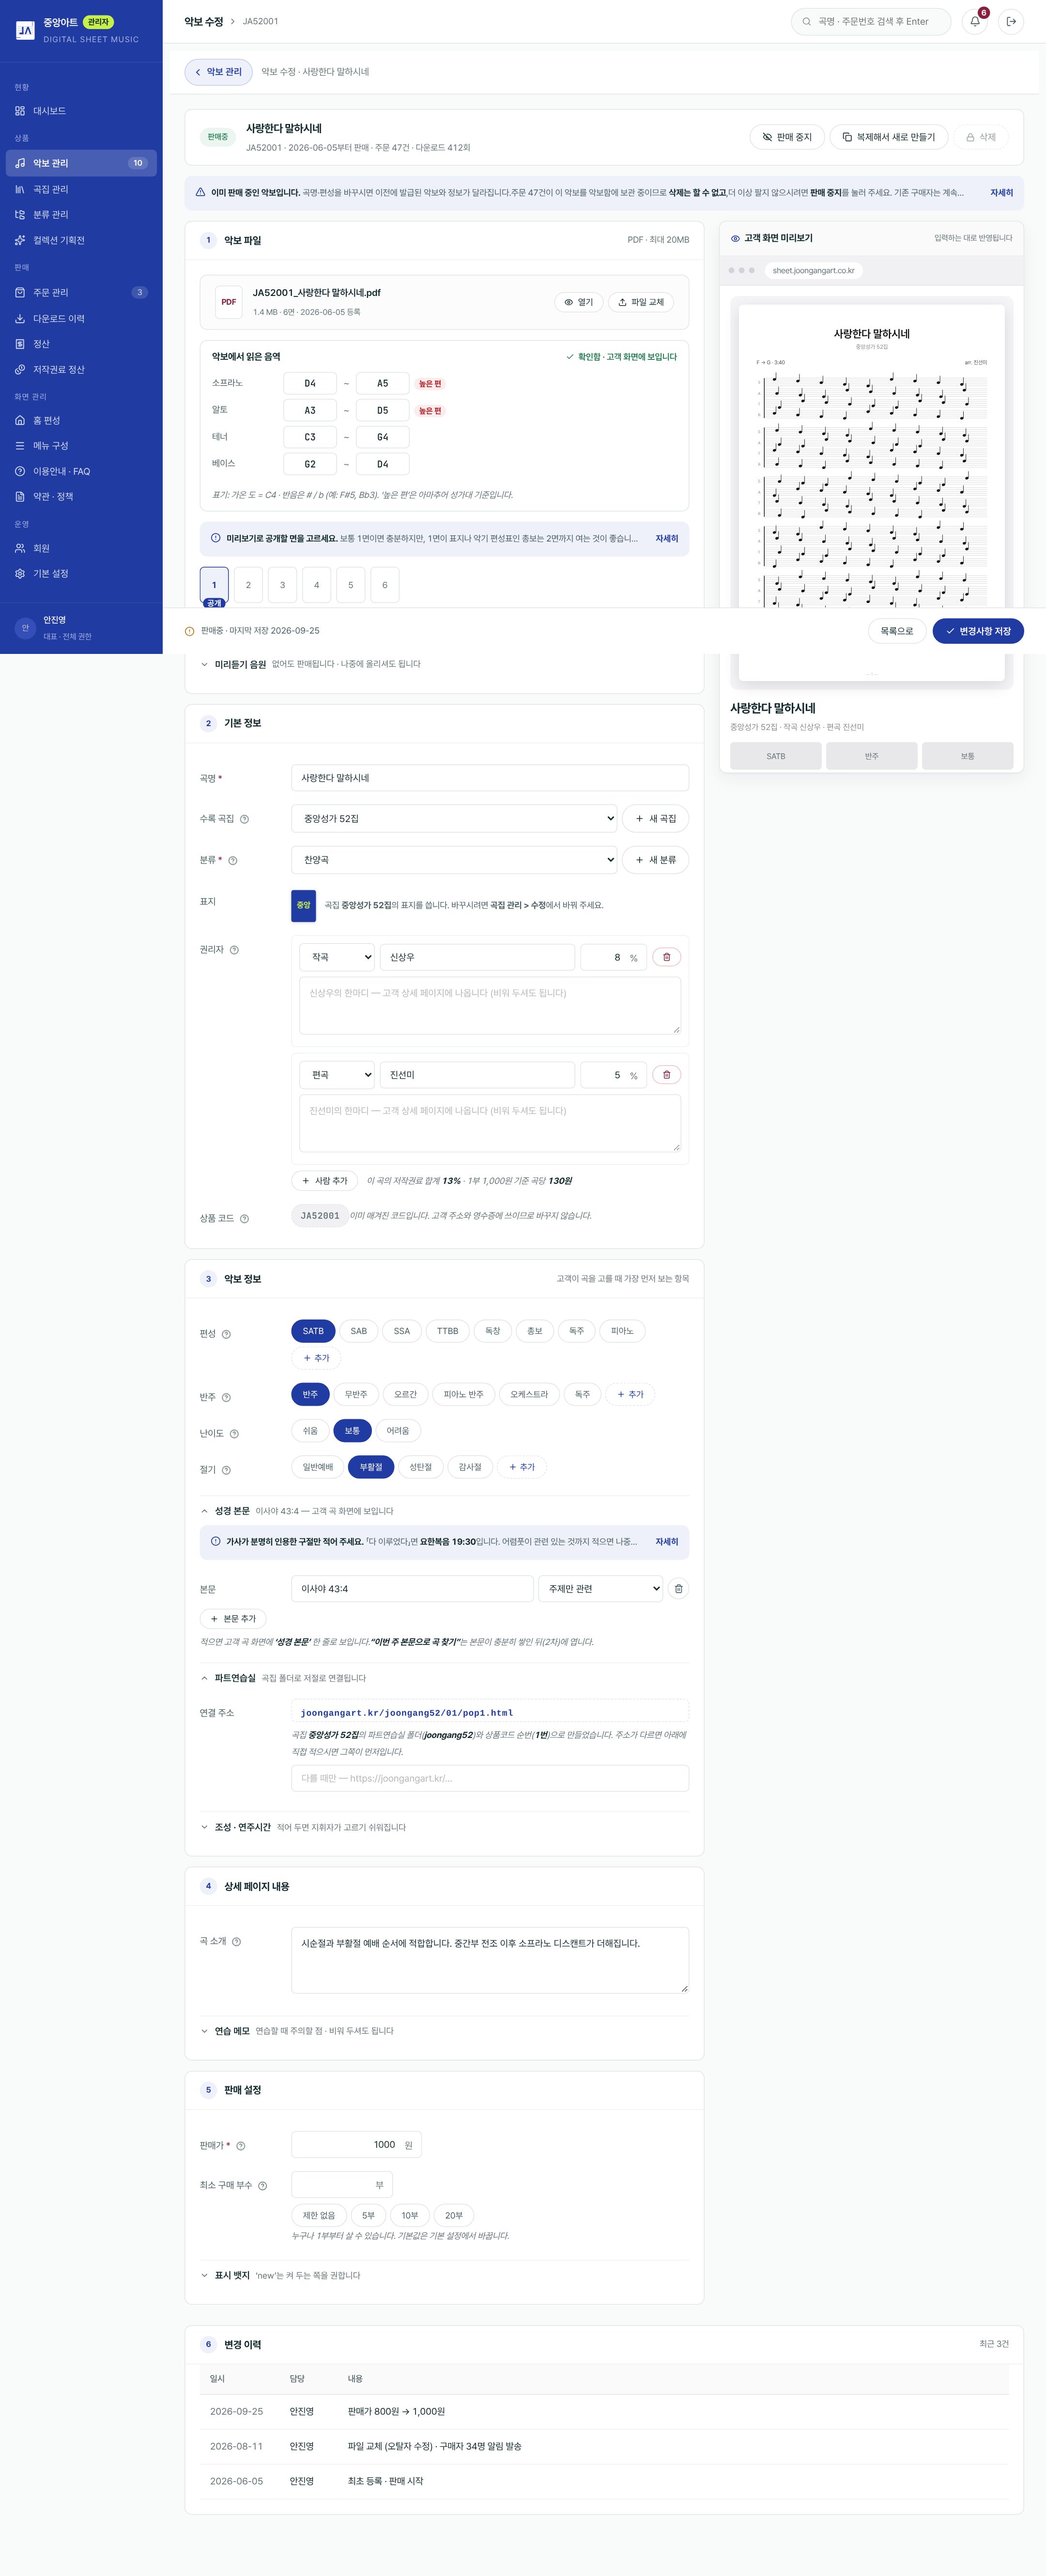 JA 중앙아트 관리자
DIGITAL SHEET MUSIC
현황
대시보드
상품
악보 관리 10
곡집 관리
분류 관리
컬렉션 기획전
판매
주문 관리 3
다운로드 이력
정산
저작권료 정산
화면 관리
홈 편성
메뉴 구성
이용안내 · FAQ
약관 · 정책
운영
회원
기본 설정
안 안진영
대표 · 전체 권한
악보 수정 > JA52001
곡명 · 주문번호 검색 후 Enter
6
악보 관리 악보 수정 · 사랑한다 말하시네
판매중 사랑한다 말하시네
JA52001 · 2026-06-05부터 판매 · 주문 47건 · 다운로드 412회
판매 중지 복제해서 새로 만들기 삭제
이미 판매 중인 악보입니다. 곡명·편성을 바꾸시면 이전에 발급된 악보와 정보가 달라집니다.주문 47건이 이 악보를 악보함에 보관 중이므로 삭제는 할 수 없고,더 이상 팔지 않으시려면 판매 중지를 눌러 주세요. 기존 구매자는 계속… 자세히
1 악보 파일 PDF · 최대 20MB
PDF JA52001_사랑한다 말하시네.pdf
1.4 MB · 6면 · 2026-06-05 등록
열기 파일 교체
악보에서 읽은 음역 확인함 · 고객 화면에 보입니다
소프라노 D4 ~ A5 높은 편
알토 A3 ~ D5 높은 편
테너 C3 ~ G4
베이스 G2 ~ D4
표기: 가운 도 = C4 · 반음은 # / b (예: F#5, Bb3). '높은 편'은 아마추어 성가대 기준입니다.
미리보기로 공개할 면을 고르세요. 보통 1면이면 충분하지만, 1면이 표지나 악기 편성표인 총보는 2면까지 여는 것이 좋습니… 자세히
1 2 3 4 5 6
공개
판매중 · 마지막 저장 2026-09-25
목록으로 변경사항 저장
미리듣기 음원 없어도 판매됩니다 · 나중에 올리셔도 됩니다
고객 화면 미리보기 입력하는 대로 반영됩니다
sheet.joongangart.co.kr
사랑한다 말하시네
중앙성가 52집
F → G · 3:40 arr. 진선미
사랑한다 말하시네
중앙성가 52집 · 작곡 신상우 · 편곡 진선미
SATB 반주 보통
2 기본 정보
곡명 * 사랑한다 말하시네
수록 곡집 중앙성가 52집 + 새 곡집
분류 * 찬양곡 + 새 분류
표지 중앙 곡집 중앙성가 52집의 표지를 씁니다. 바꾸시려면 곡집 관리 > 수정에서 바꿔 주세요.
권리자 작곡 신상우 8 %
신상우의 한마디 — 고객 상세 페이지에 나옵니다 (비워 두셔도 됩니다)
편곡 진선미 5 %
진선미의 한마디 — 고객 상세 페이지에 나옵니다 (비워 두셔도 됩니다)
+ 사람 추가 이 곡의 저작권료 합계 13% · 1부 1,000원 기준 곡당 130원
상품 코드 JA52001 이미 매겨진 코드입니다. 고객 주소와 영수증에 쓰이므로 바꾸지 않습니다.
3 악보 정보 고객이 곡을 고를 때 가장 먼저 보는 항목
편성 SATB SAB SSA TTBB 독창 총보 독주 피아노
+ 추가
반주 반주 무반주 오르간 피아노 반주 오케스트라 독주 + 추가
난이도 쉬움 보통 어려움
절기 일반예배 부활절 성탄절 감사절 + 추가
성경 본문 이사야 43:4 — 고객 곡 화면에 보입니다
가사가 분명히 인용한 구절만 적어 주세요. 「다 이루었다」면 요한복음 19:30입니다. 어렴풋이 관련 있는 것까지 적으면 나중… 자세히
본문 이사야 43:4 주제만 관련
+ 본문 추가
적으면 고객 곡 화면에 '성경 본문' 한 줄로 보입니다."이번 주 본문으로 곡 찾기"는 본문이 충분히 쌓인 뒤(2차)에 엽니다.
파트연습실 곡집 폴더로 저절로 연결됩니다
연결 주소 joongangart.kr/joongang52/01/pop1.html
곡집 중앙성가 52집의 파트연습실 폴더(joongang52)와 상품코드 순번(1번)으로 만들었습니다. 주소가 다르면 아래에
직접 적으시면 그쪽이 먼저입니다.
다를 때만 — https://joongangart.kr/...
조성 · 연주시간 적어 두면 지휘자가 고르기 쉬워집니다
4 상세 페이지 내용
곡 소개 시순절과 부활절 예배 순서에 적합합니다. 중간부 전조 이후 소프라노 디스캔트가 더해집니다.
연습 메모 연습할 때 주의할 점 · 비워 두셔도 됩니다
5 판매 설정
판매가 * 1000 원
최소 구매 부수 부
제한 없음 5부 10부 20부
누구나 1부부터 살 수 있습니다. 기본값은 기본 설정에서 바꿉니다.
표시 뱃지 'new'는 켜 두는 쪽을 권합니다
6 변경 이력 최근 3건
일시 담당 내용
2026-09-25 안진영 판매가 800원 → 1,000원
2026-08-11 안진영 파일 교체 (오탈자 수정) · 구매자 34명 알림 발송
2026-06-05 안진영 최초 등록 · 판매 시작